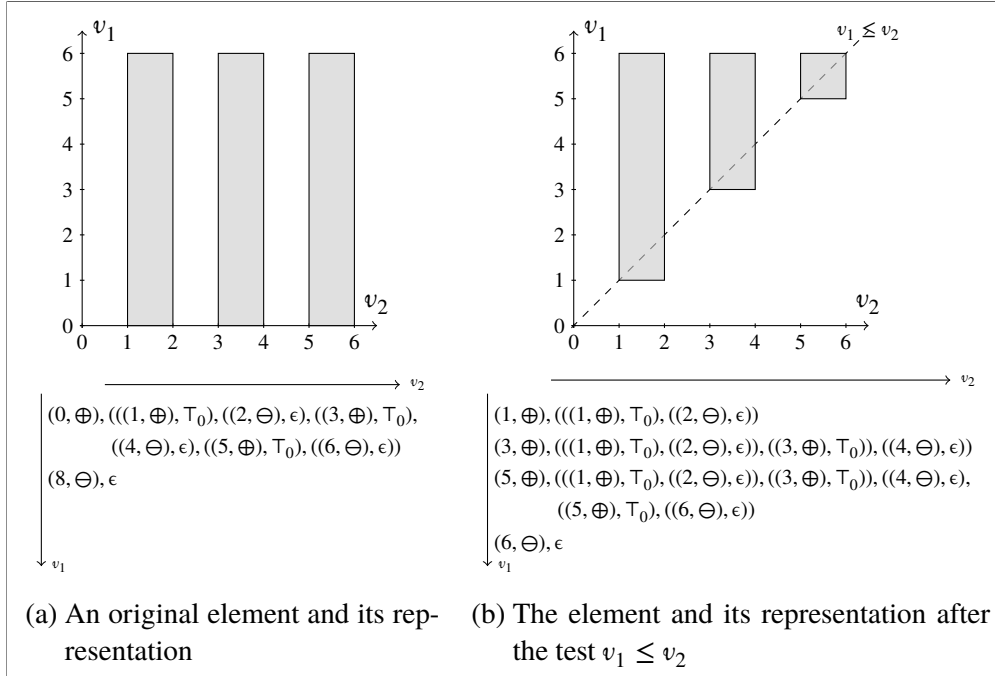 v₁
6
5
4
3
2
1
0
0 1 2 3 4 5 6
v₂
v₂
(0, ⊕), (((1, ⊕), ⊤₀), ((2, ⊖), ϵ), ((3, ⊕), ⊤₀),
((4, ⊖), ϵ), ((5, ⊕), ⊤₀), ((6, ⊖), ϵ))
(8, ⊖), ϵ
v₁
(a) An original element and its rep-
resentation
v₁
v₁ ≤ v₂
6
5
4
3
2
1
0
0 1 2 3 4 5 6
v₂
v₂
(1, ⊕), (((1, ⊕), ⊤₀), ((2, ⊖), ϵ))
(3, ⊕), (((1, ⊕), ⊤₀), ((2, ⊖), ϵ)), ((3, ⊕), ⊤₀)), ((4, ⊖), ϵ))
(5, ⊕), (((1, ⊕), ⊤₀), ((2, ⊖), ϵ)), ((3, ⊕), ⊤₀)), ((4, ⊖), ϵ),
((5, ⊕), ⊤₀), ((6, ⊖), ϵ))
(6, ⊖), ϵ
v₁
(b) The element and its representation after
the test v₁ ≤ v₂